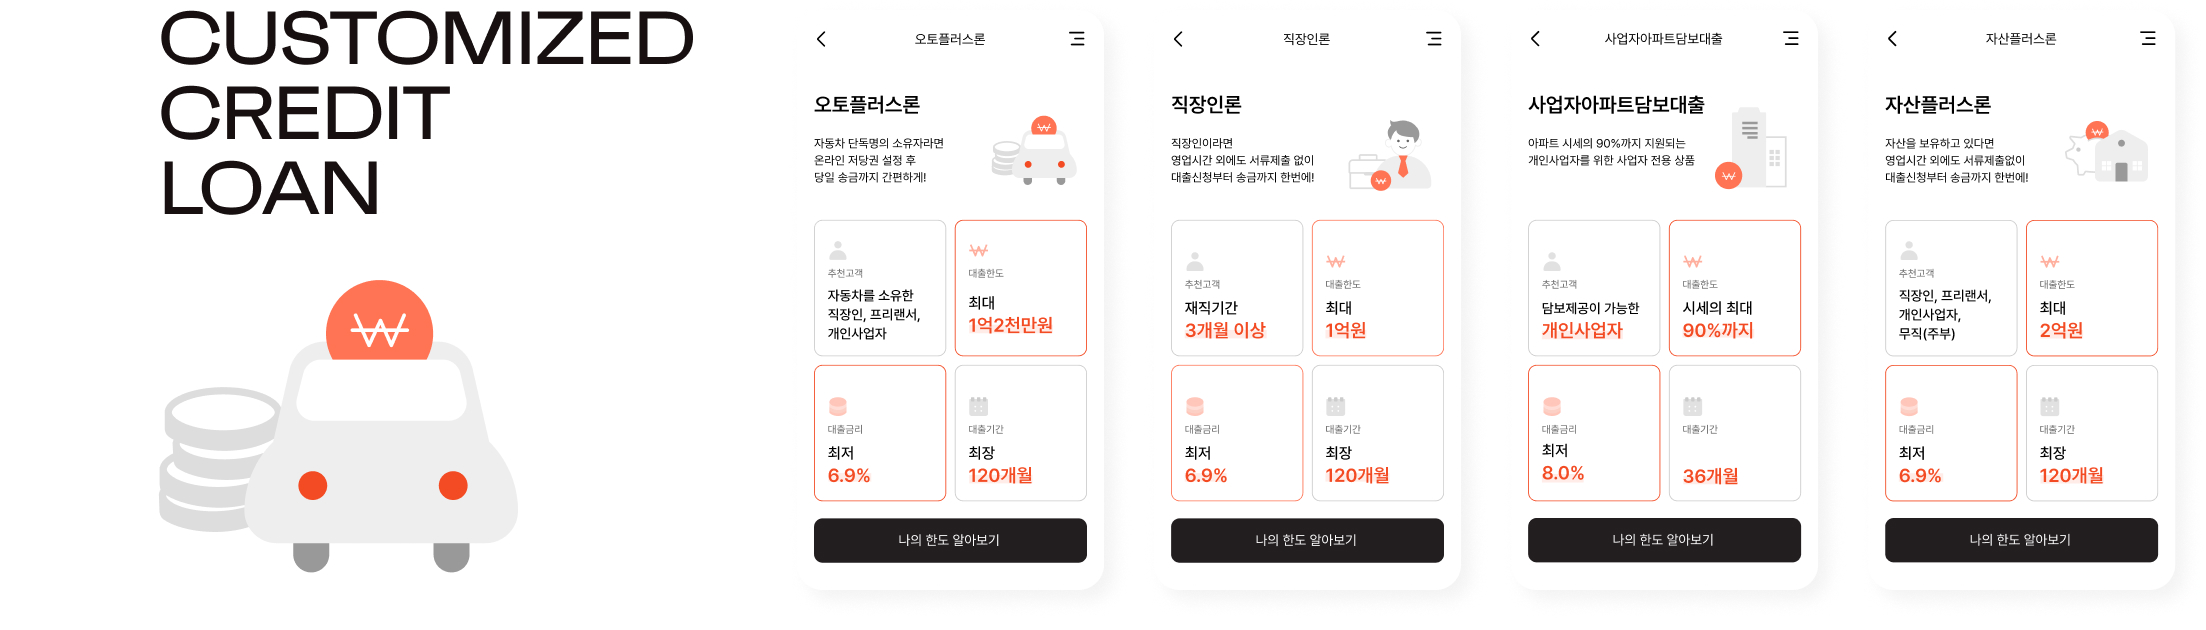 CUSTOMIZED
CREDIT
LOAN
오토플러스론
오토플러스론
자동차 단독명의 소유자라면
온라인 저당권 설정 후
당일 송금까지 간편하게!
추천고객
자동차를 소유한
직장인, 프리랜서,
개인사업자
대출한도
최대
1억2천만원
대출금리
최저
6.9%
대출기간
최장
120개월
나의 한도 알아보기
직장인론
직장인론
직장인이라면
영업시간 외에도 서류제출 없이
대출신청부터 송금까지 한번에!
추천고객
재직기간
3개월 이상
대출한도
최대
1억원
대출금리
최저
6.9%
대출기간
최장
120개월
나의 한도 알아보기
사업자아파트담보대출
사업자아파트담보대출
아파트 시세의 90%까지 지원되는
개인사업자를 위한 사업자 전용 상품
추천고객
담보제공이 가능한
개인사업자
대출한도
시세의 최대
90%까지
대출금리
최저
8.0%
대출기간
36개월
나의 한도 알아보기
자산플러스론
자산플러스론
자산을 보유하고 있다면
영업시간 외에도 서류제출없이
대출신청부터 송금까지 한번에!
추천고객
직장인, 프리랜서,
개인사업자,
무직(주부)
대출한도
최대
2억원
대출금리
최저
6.9%
대출기간
최장
120개월
나의 한도 알아보기